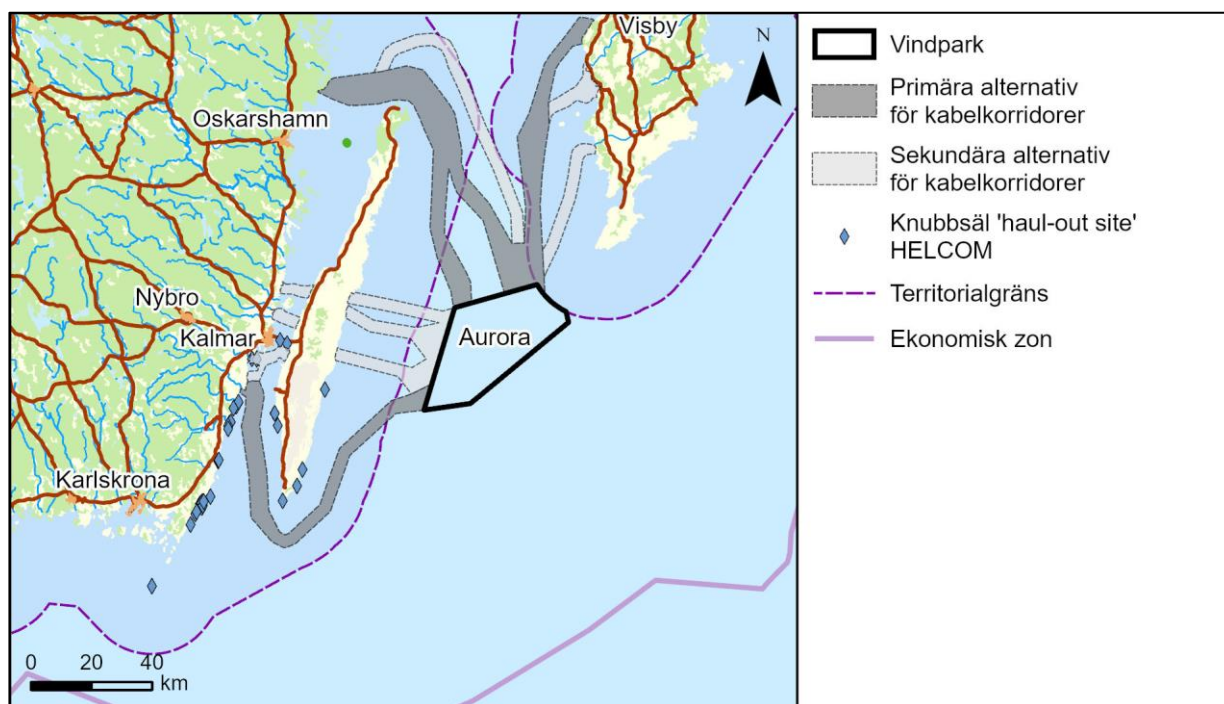 Visby
N
Oskarshamn
Nybro
Kalmar
Aurora
Karlskrona
0 20 40
km
Vindpark
Primära alternativ
för kabelkorridorer
Sekundära alternativ
för kabelkorridorer
Knubbsäl 'haul-out site'
HELCOM
Territorialgräns
Ekonomisk zon